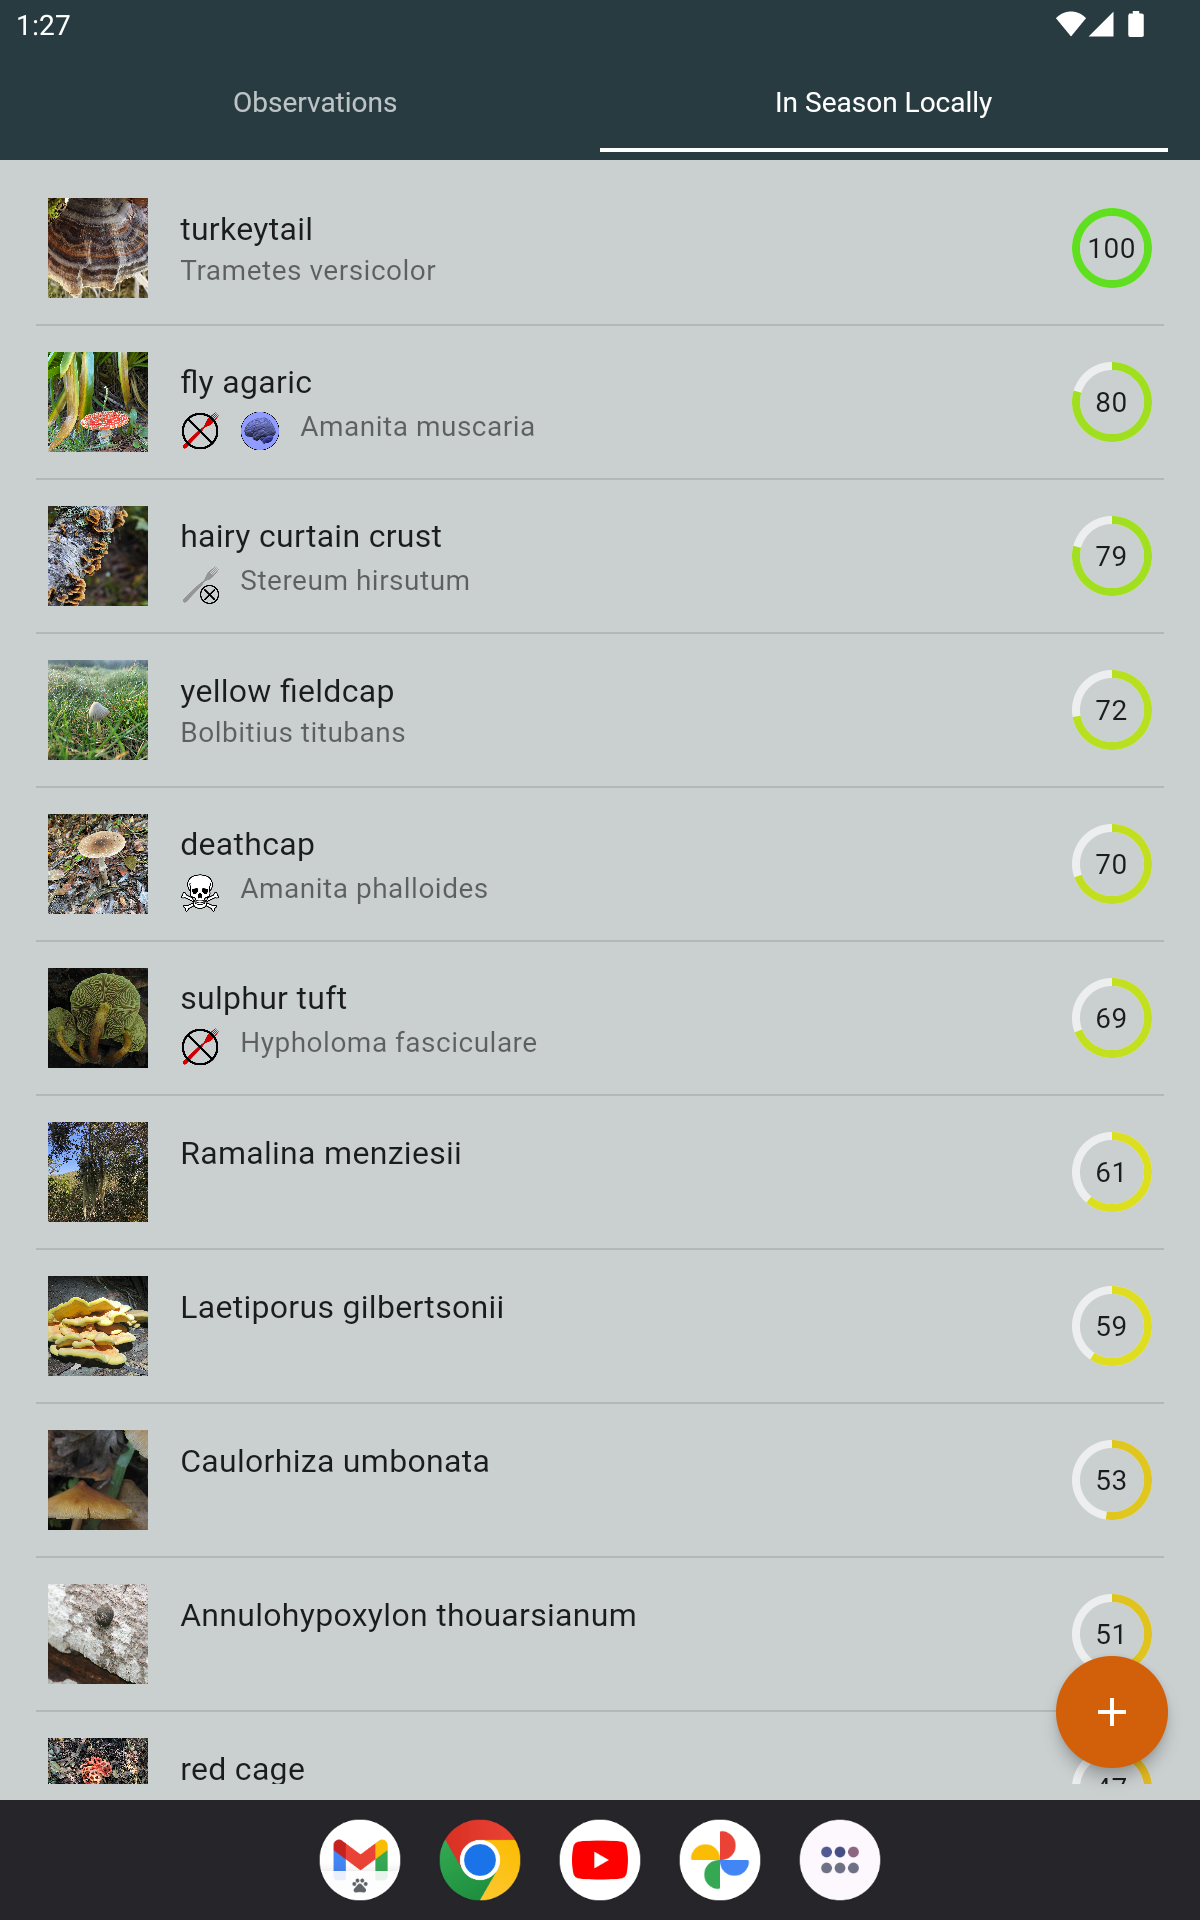 1:27
Observations
In Season Locally
turkeytail
Trametes versicolor
100
fly agaric
Amanita muscaria
80
hairy curtain crust
Stereum hirsutum
79
yellow fieldcap
Bolbitius titubans
72
deathcap
Amanita phalloides
70
sulphur tuft
Hypholoma fasciculare
69
Ramalina menziesii
61
Laetiporus gilbertsonii
59
Caulorhiza umbonata
53
Annulohypoxylon thouarsianum
51
red cage
47